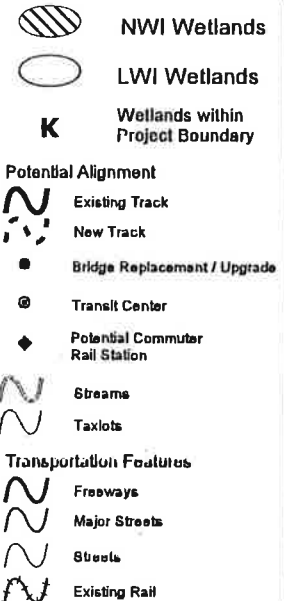 NWI Wetlands
LWI Wetlands
K
Wetlands within
Project Boundary
Potential Alignment
Existing Track
New Track
Bridge Replacement / Upgrade
Transit Center
Potential Commuter
Rail Station
Streams
Taxlots
Transportation Features
Freeways
Major Streets
Streets
Existing Rail